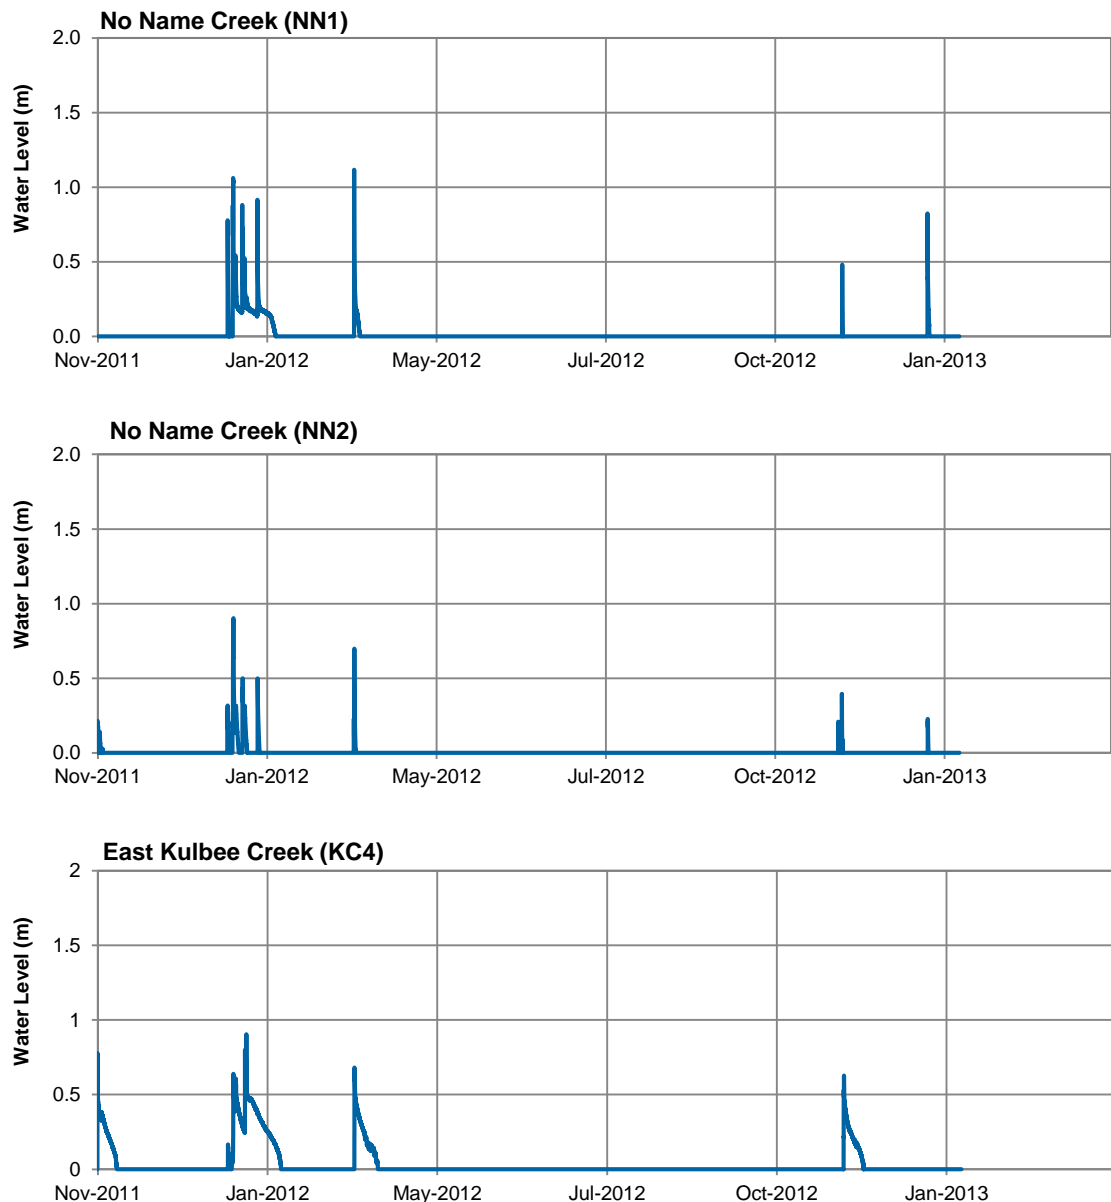 No Name Creek (NN1)
2.0
1.5
1.0
0.5
0.0
Water Level (m)
Nov-2011 Jan-2012 May-2012 Jul-2012 Oct-2012 Jan-2013
No Name Creek (NN2)
2.0
1.5
1.0
0.5
0.0
Water Level (m)
Nov-2011 Jan-2012 May-2012 Jul-2012 Oct-2012 Jan-2013
East Kulbee Creek (KC4)
2
1.5
1
0.5
0
Water Level (m)
Nov-2011 Jan-2012 May-2012 Jul-2012 Oct-2012 Jan-2013